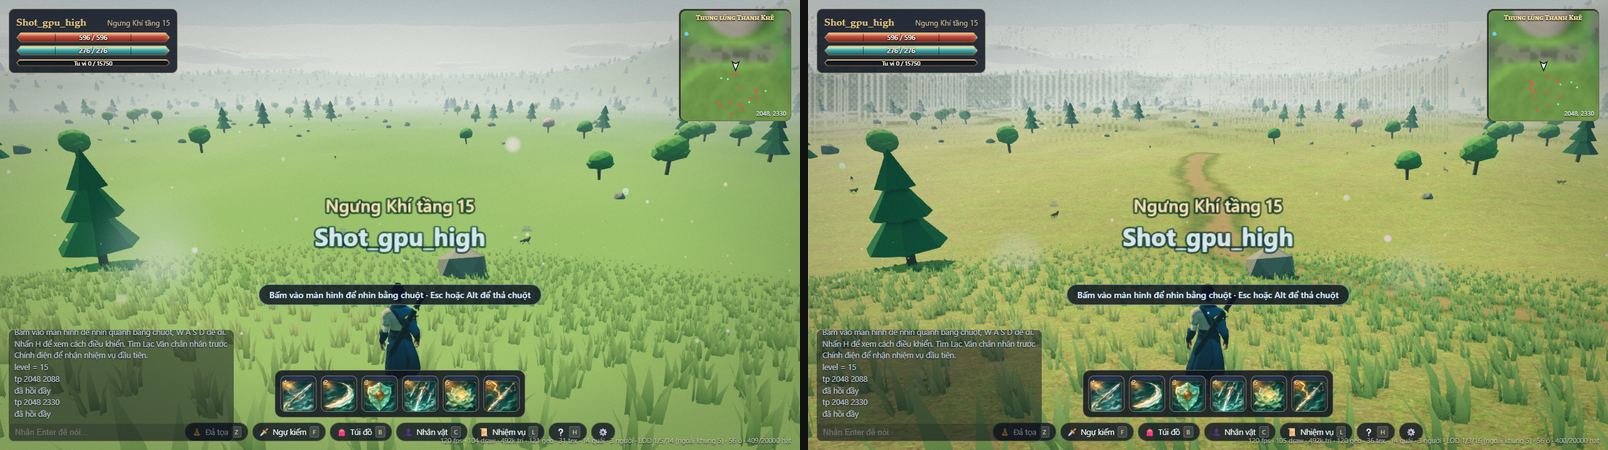 Shot_gpu_high Ngưng Khí tầng 15
596 / 596
276 / 276
Tu vi 0 / 15750
THUNG LŨNG THANH KHÊ
2048, 2330
Ngưng Khí tầng 15
Shot_gpu_high
Bấm vào màn hình để nhìn bằng chuột - Esc hoặc Alt để thả chuột
Bấm vào màn hình để nhìn quanh bằng chuột, W A S D để đi.
Nhấn H để xem cách điều khiển. Tìm Lạc Vân chân nhân trước
Chính điện để nhận nhiệm vụ đầu tiên.
level = 15
tp 2048 2088
đã hồi đầy
tp 2048 2330
đã hồi đầy
Nhấn Enter để nói
Đả tọa Z Ngự kiếm F Túi đồ B Nhân vật C Nhiệm vụ L ? H
Shot_gpu_high Ngưng Khí tầng 15
596 / 596
276 / 276
Tu vi 0 / 15750
THUNG LŨNG THANH KHÊ
2048, 2330
Ngưng Khí tầng 15
Shot_gpu_high
Bấm vào màn hình để nhìn bằng chuột - Esc hoặc Alt để thả chuột
Bấm vào màn hình để nhìn quanh bằng chuột, W A S D để đi.
Nhấn H để xem cách điều khiển. Tìm Lạc Vân chân nhân trước
Chính điện để nhận nhiệm vụ đầu tiên.
level = 15
tp 2048 2088
đã hồi đầy
tp 2048 2330
đã hồi đầy
Nhấn Enter để nói
Đả tọa Z Ngự kiếm F Túi đồ B Nhân vật C Nhiệm vụ L ? H